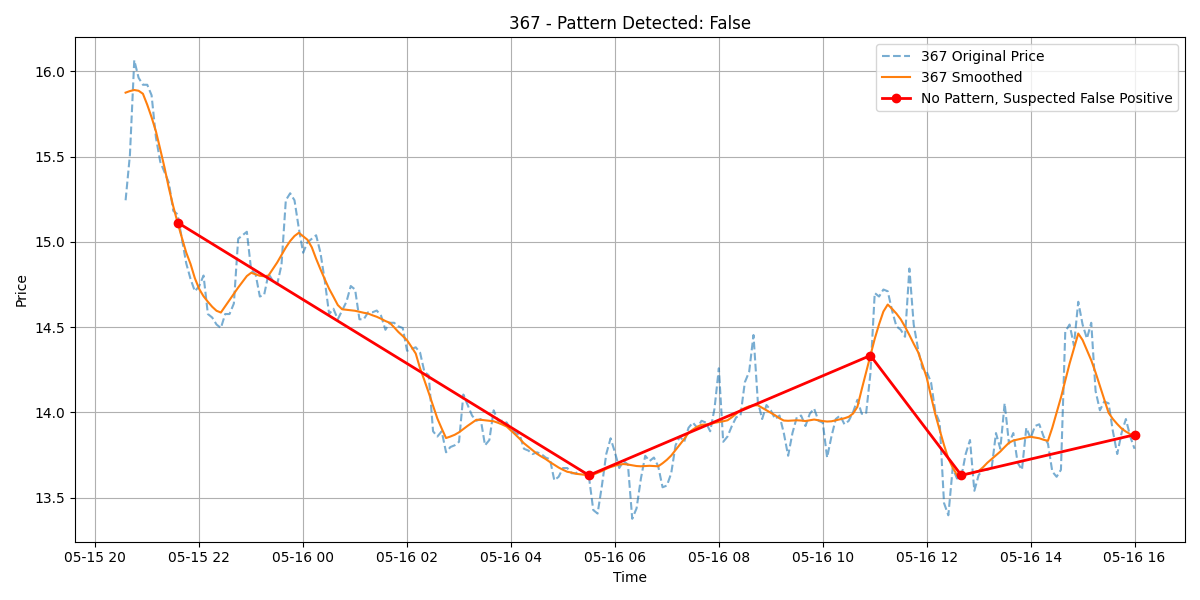 367 - Pattern Detected: False
367 Original Price
367 Smoothed
No Pattern, Suspected False Positive
Price
16.0
15.5
15.0
14.5
14.0
13.5
05-15 20 05-15 22 05-16 00 05-16 02 05-16 04 05-16 06 05-16 08 05-16 10 05-16 12 05-16 14 05-16 16
Time